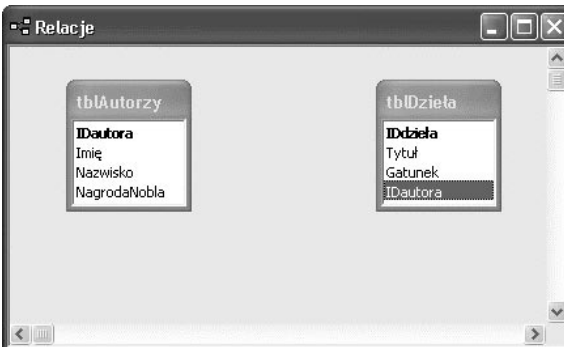 Relacje
tblAutorzy
IDautora
Imię
Nazwisko
NagrodaNobla
tblDzieła
IDdzieła
Tytuł
Gatunek
IDautora